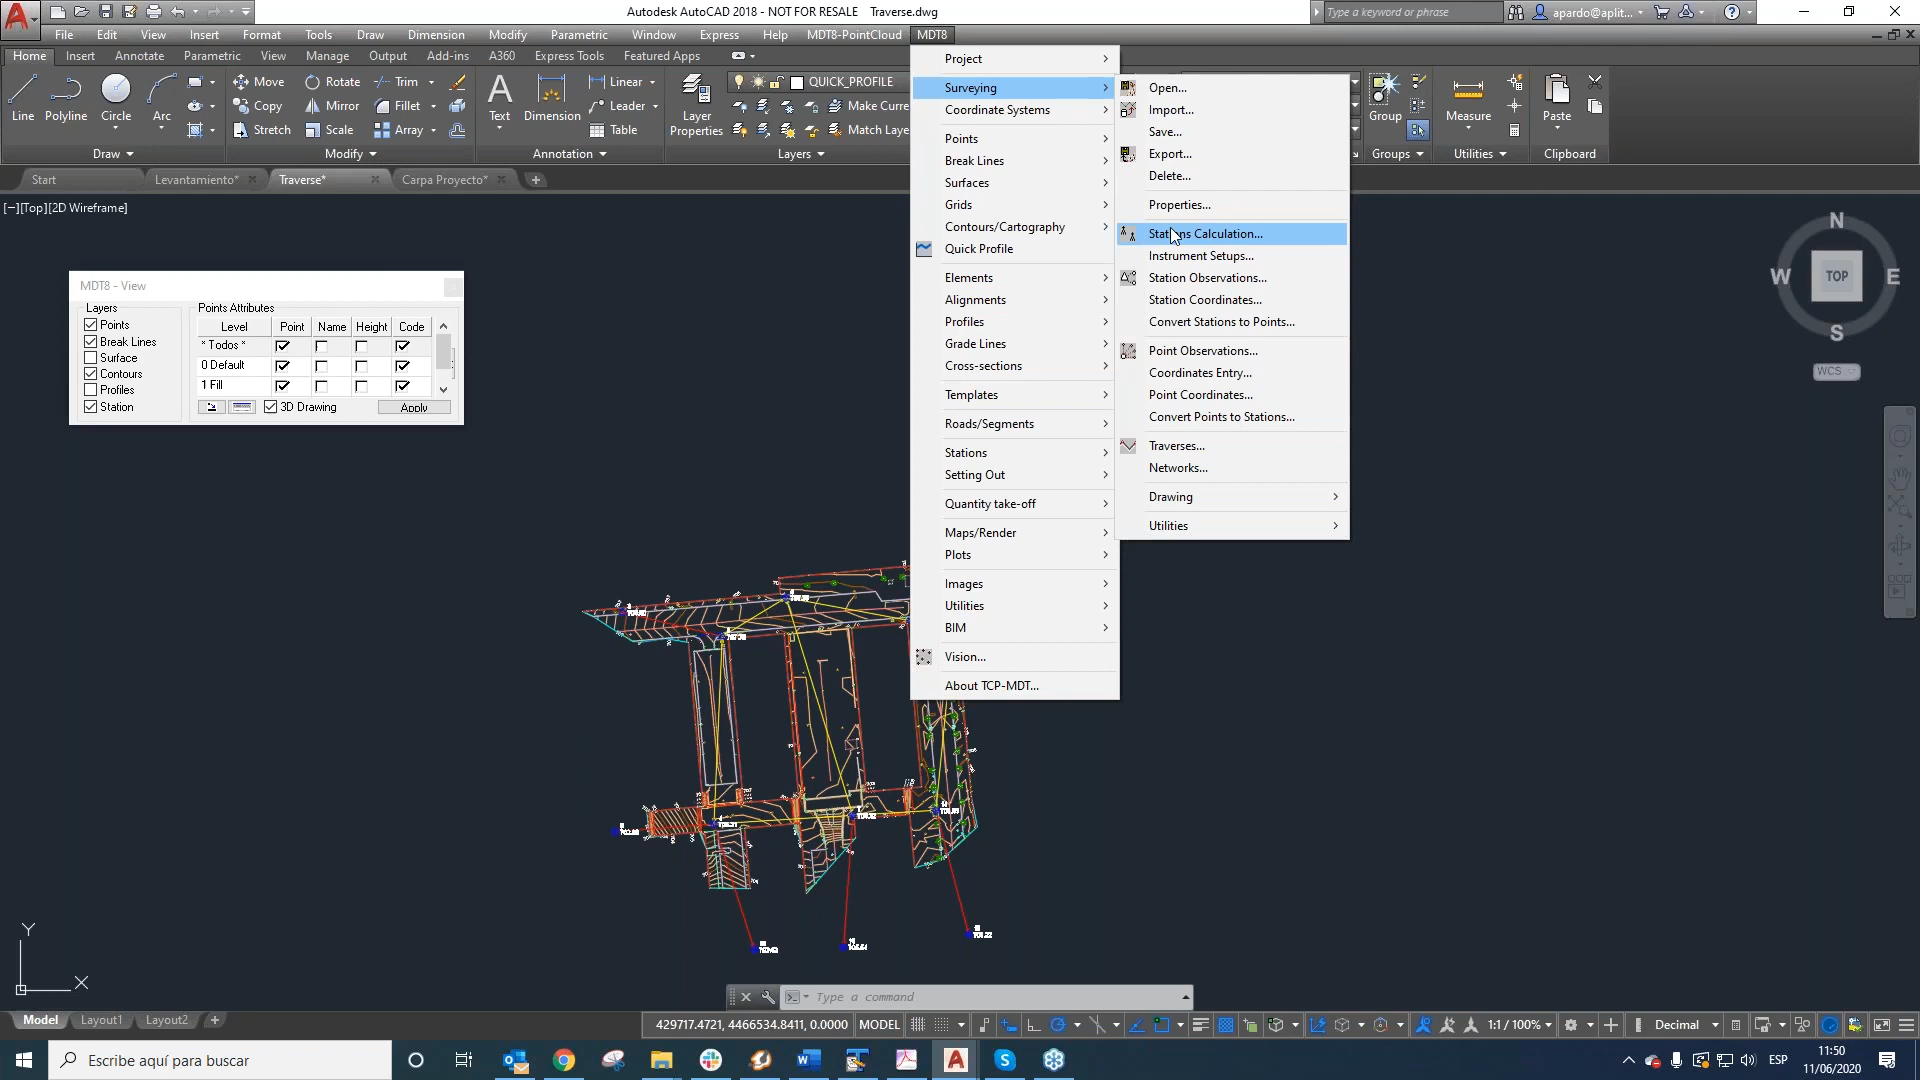 Autodesk AutoCAD 2018 - NOT FOR RESALE Traverse.dwg
Type a keyword or phrase
apardo@aplit...
File Edit View Insert Format Tools Draw Dimension Modify Parametric Window Express Help MDT8-PointCloud MDT8
Home Insert Annotate Parametric View Manage Output Add-ins A360 Express Tools Featured Apps
Line Polyline Circle Arc
Move Rotate Trim
Copy Mirror Fillet
Stretch Scale Array
Text Dimension
Linear
Leader
Table
Layer Properties
QUICK_PROFILE
Make Curre
Match Laye
Group Measure Paste
Draw Modify Annotation Layers Groups Utilities Clipboard
Start Levantamiento* Traverse* Carpa Proyecto*
[−][Top][2D Wireframe]
MDT8 - View
Layers
Points
Break Lines
Surface
Contours
Profiles
Station
Points Attributes
Level Point Name Height Code
* Todos *
0 Default
1 Fill
3D Drawing
Apply
Project
Surveying
Coordinate Systems
Points
Break Lines
Surfaces
Grids
Contours/Cartography
Quick Profile
Elements
Alignments
Profiles
Grade Lines
Cross-sections
Templates
Roads/Segments
Stations
Setting Out
Quantity take-off
Maps/Render
Plots
Images
Utilities
BIM
Vision...
About TCP-MDT...
Open...
Import...
Save...
Export...
Delete...
Properties...
Stations Calculation...
Instrument Setups...
Station Observations...
Station Coordinates...
Convert Stations to Points...
Point Observations...
Coordinates Entry...
Point Coordinates...
Convert Points to Stations...
Traverses...
Networks...
Drawing
Utilities
N
W TOP E
S
WCS
Y
X
Type a command
Model Layout1 Layout2
429717.4721, 4466534.8411, 0.0000 MODEL
1:1 / 100%
Decimal
Escribe aquí para buscar
ESP
11:50
11/06/2020